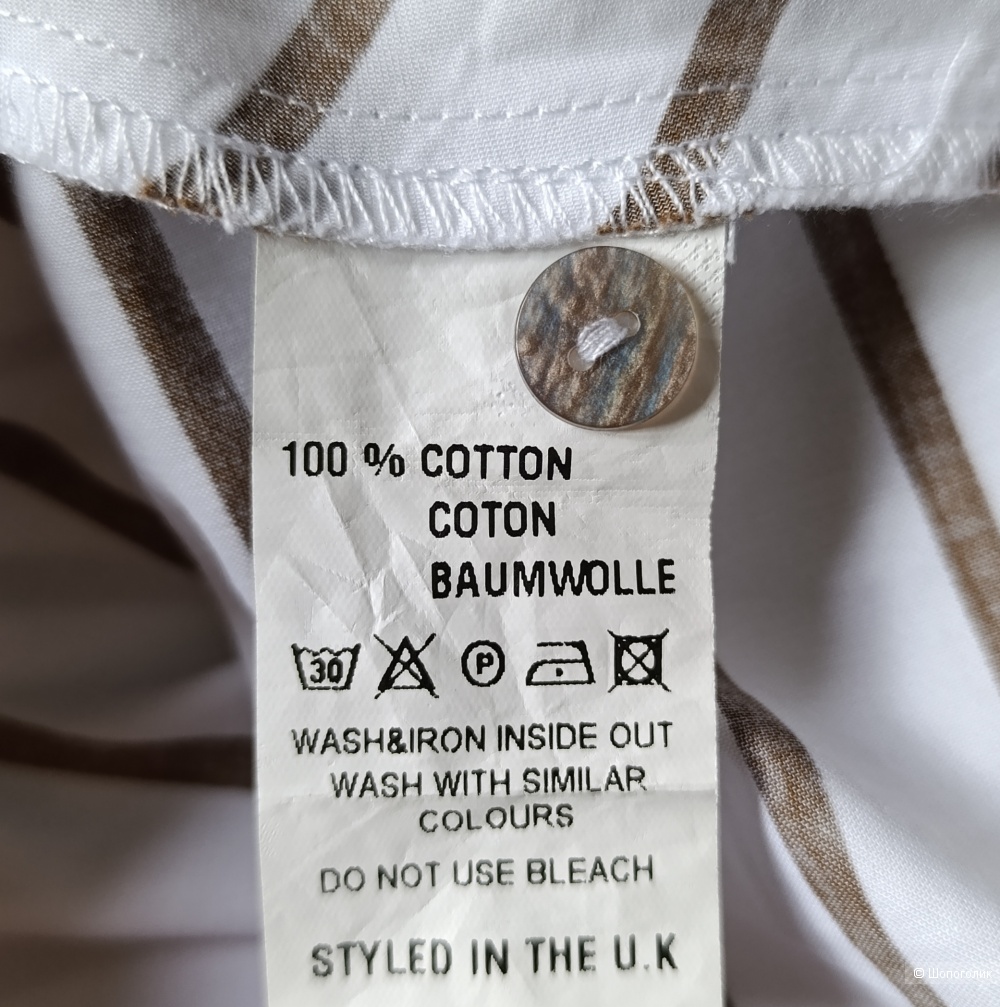 100 % COTTON
COTON
BAUMWOLLE
30 P
WASH&IRON INSIDE OUT
WASH WITH SIMILAR
COLOURS
DO NOT USE BLEACH
STYLED IN THE U.K
© Шопоголик